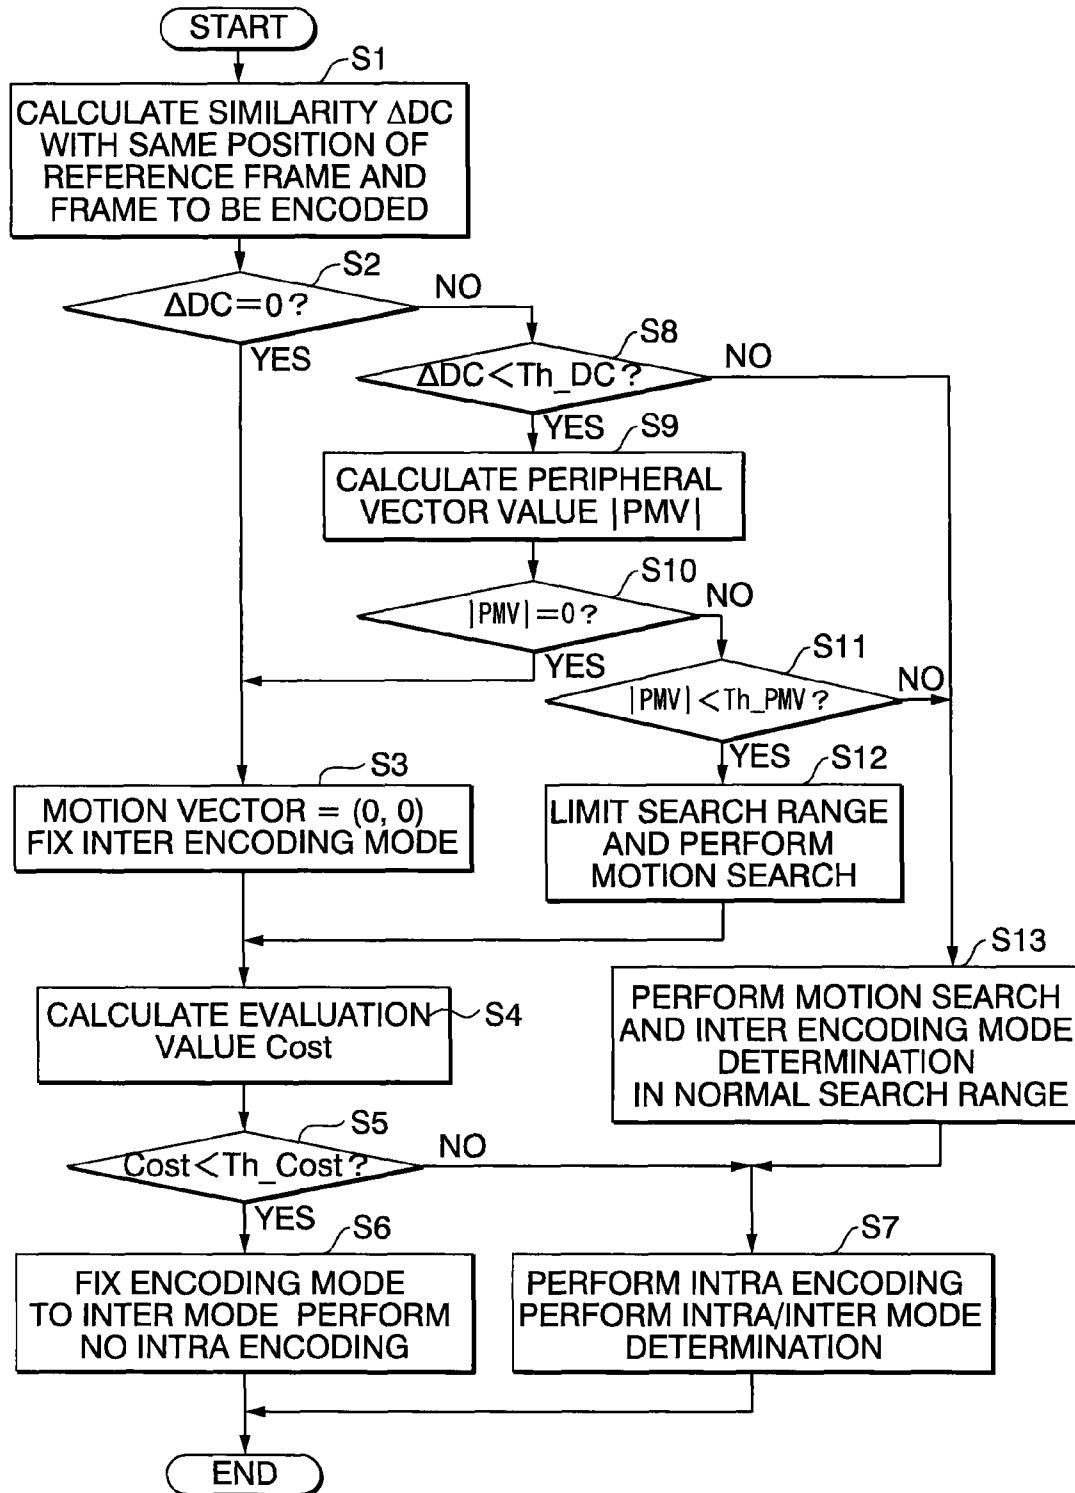 START
S1
CALCULATE SIMILARITY ΔDC
WITH SAME POSITION OF
REFERENCE FRAME AND
FRAME TO BE ENCODED
S2
ΔDC=0?
NO
YES
S8
ΔDC<Th_DC?
NO
YES
S9
CALCULATE PERIPHERAL
VECTOR VALUE |PMV|
S10
|PMV|=0?
NO
YES
S11
|PMV|<Th_PMV?
NO
YES
S3
MOTION VECTOR = (0, 0)
FIX INTER ENCODING MODE
S12
LIMIT SEARCH RANGE
AND PERFORM
MOTION SEARCH
S13
PERFORM MOTION SEARCH
AND INTER ENCODING MODE
DETERMINATION
IN NORMAL SEARCH RANGE
CALCULATE EVALUATION
VALUE Cost
S4
S5
Cost<Th_Cost?
NO
YES
S6
FIX ENCODING MODE
TO INTER MODE PERFORM
NO INTRA ENCODING
S7
PERFORM INTRA ENCODING
PERFORM INTRA/INTER MODE
DETERMINATION
END